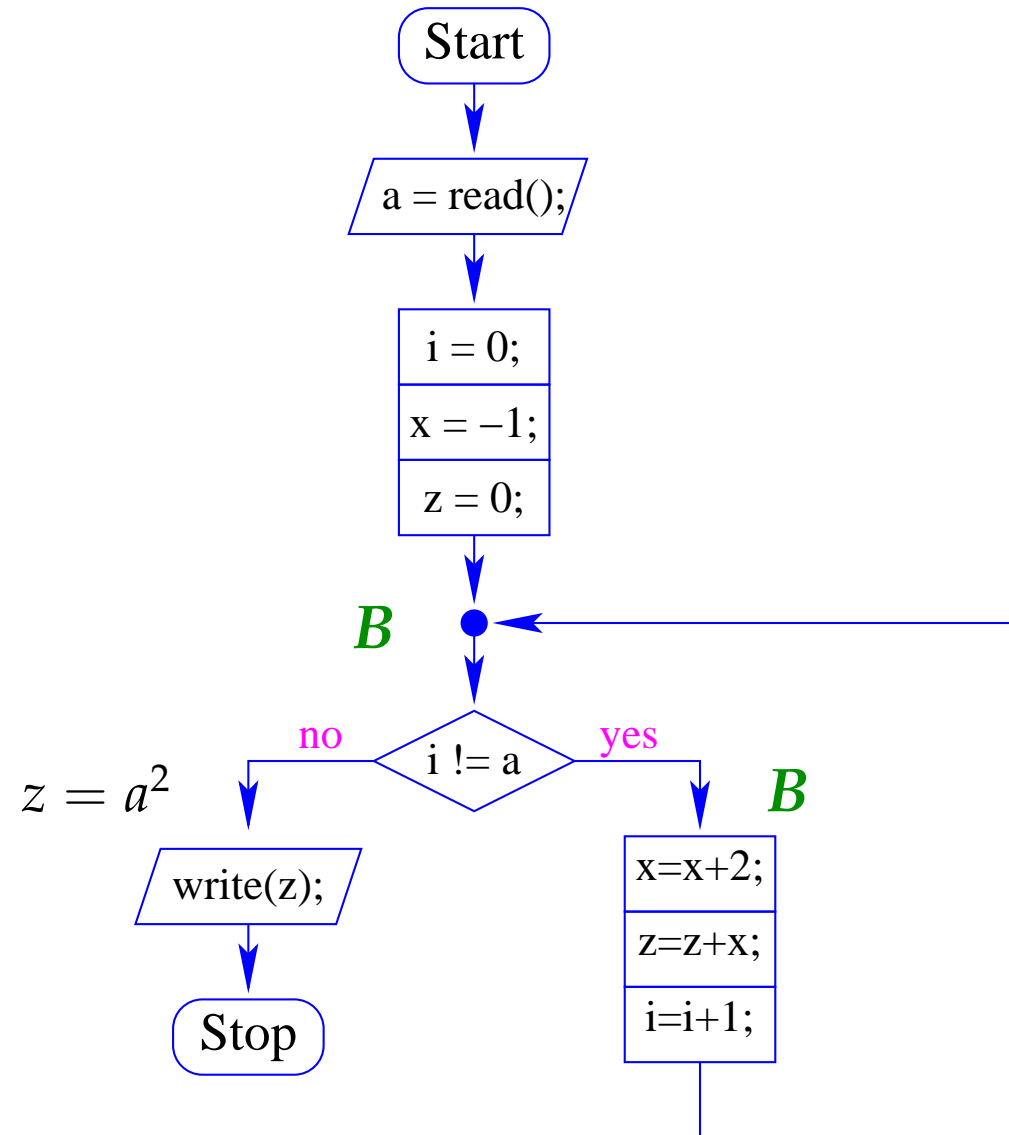 Start
a = read();
i = 0;
x = –1;
z = 0;
B
no
i != a
yes
z = a²
B
write(z);
x=x+2;
z=z+x;
i=i+1;
Stop